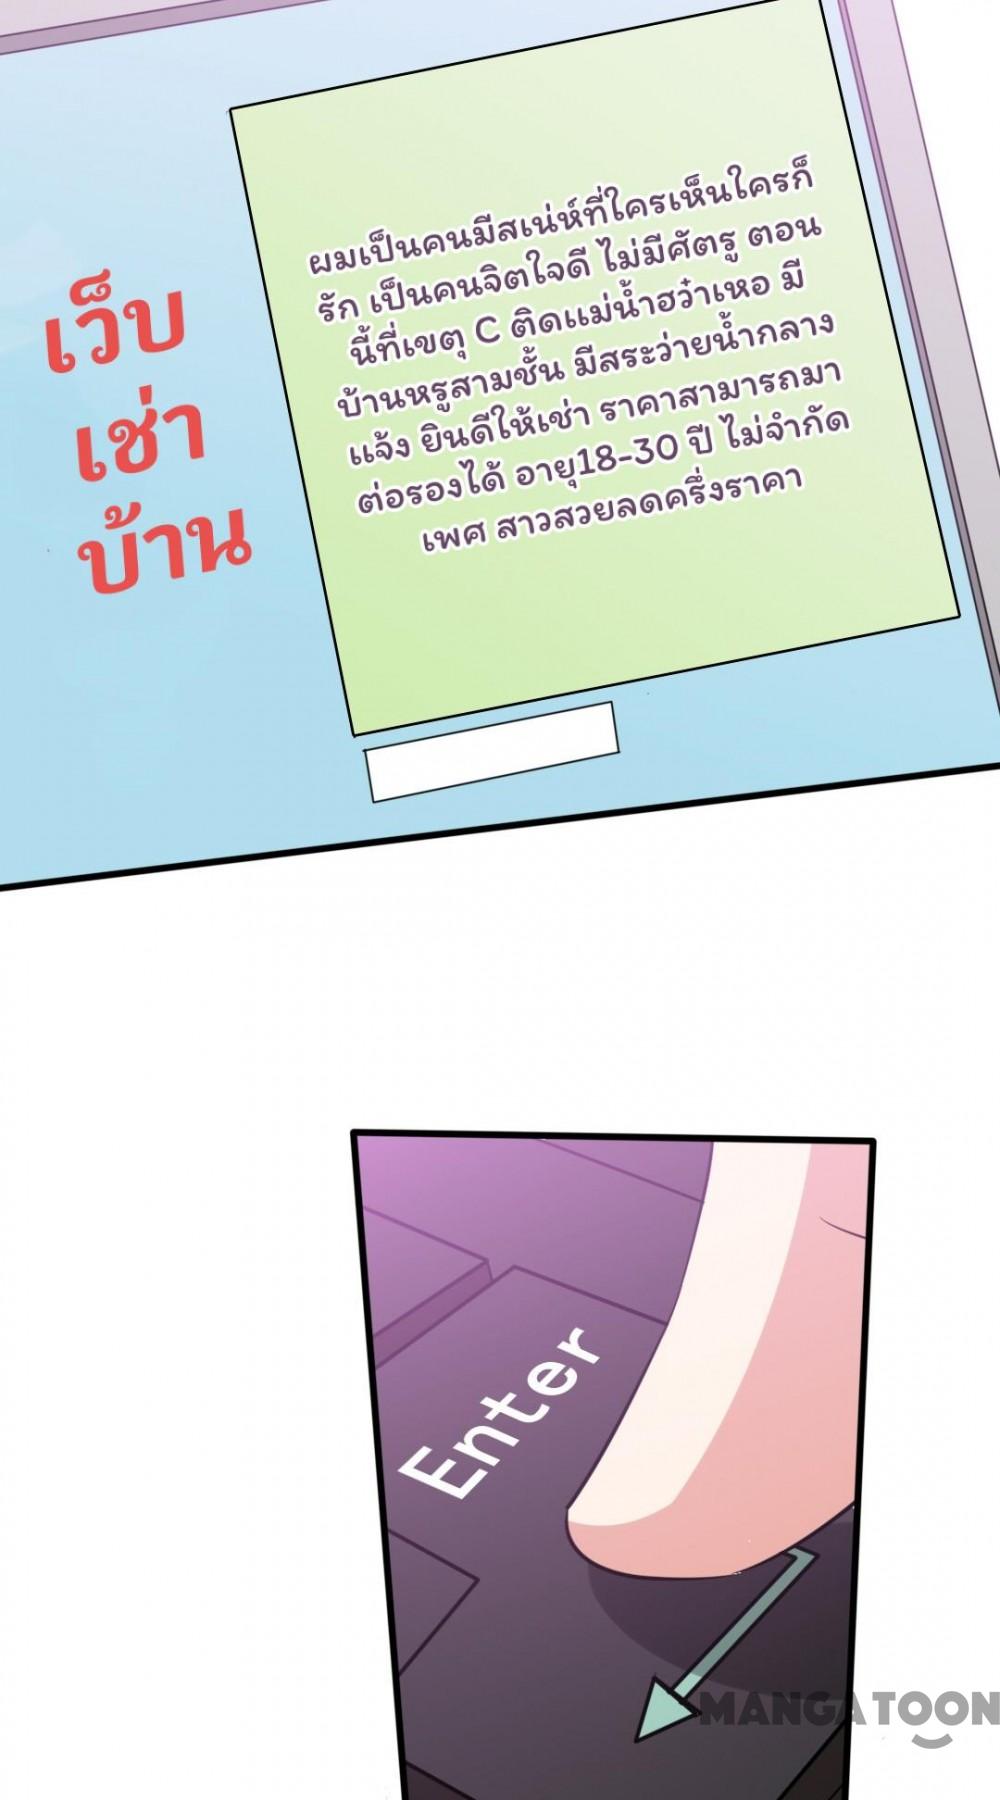 เว็บ
เช่า
บ้าน
ผมเป็นคนมีสเน่ห์ที่ใครเห็นใครก็
รัก เป็นคนจิตใจดี ไม่มีศัตรู ตอน
นี้ที่เขตุ C ติดแม่น้ำฮว๋าเหอ มี
บ้านหรูสามชั้น มีสระว่ายน้ำกลาง
แจ้ง ยินดีให้เช่า ราคาสามารถมา
ต่อรองได้ อายุ18-30 ปี ไม่จำกัด
เพศ สาวสวยลดครึ่งราคา
Enter
MANGATOON